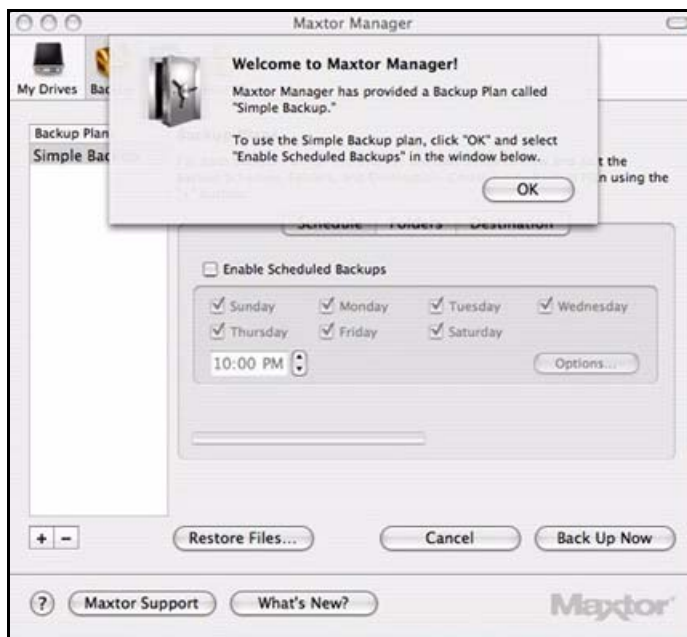 Maxtor Manager
My Drives
Welcome to Maxtor Manager!
Maxtor Manager has provided a Backup Plan called
"Simple Backup."
To use the Simple Backup plan, click "OK" and select
"Enable Scheduled Backups" in the window below.
OK
Backup Plan
Simple
the
using the
Schedule Folders Destination
Enable Scheduled Backups
Sunday Monday Tuesday Wednesday
Thursday Friday Saturday
10:00 PM
Options...
+ −
Restore Files... Cancel Back Up Now
? Maxtor Support What's New?
Maxtor